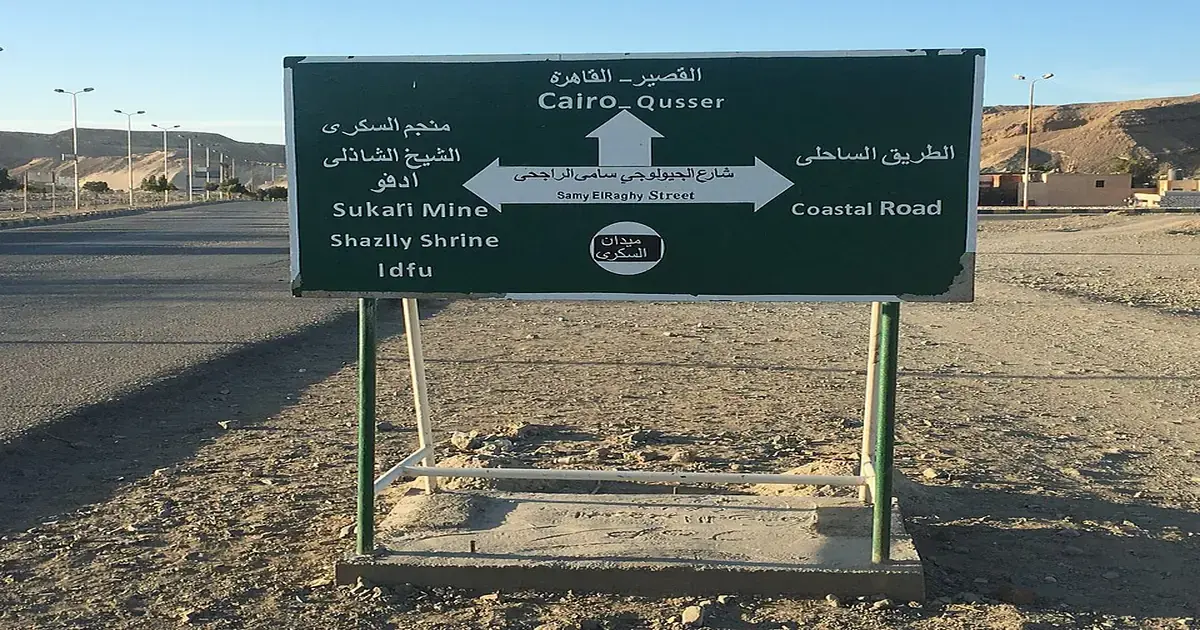 القصير_ القاهرة
Cairo_Qusser
منجم السكرى
الشيخ الشاذلى
ادفو
Sukari Mine
Shazlly Shrine
Idfu
شارع الجيولوجي سامى الراجحى
Samy ElRaghy Street
الطريق الساحلى
Coastal Road
ميدان
السكرى